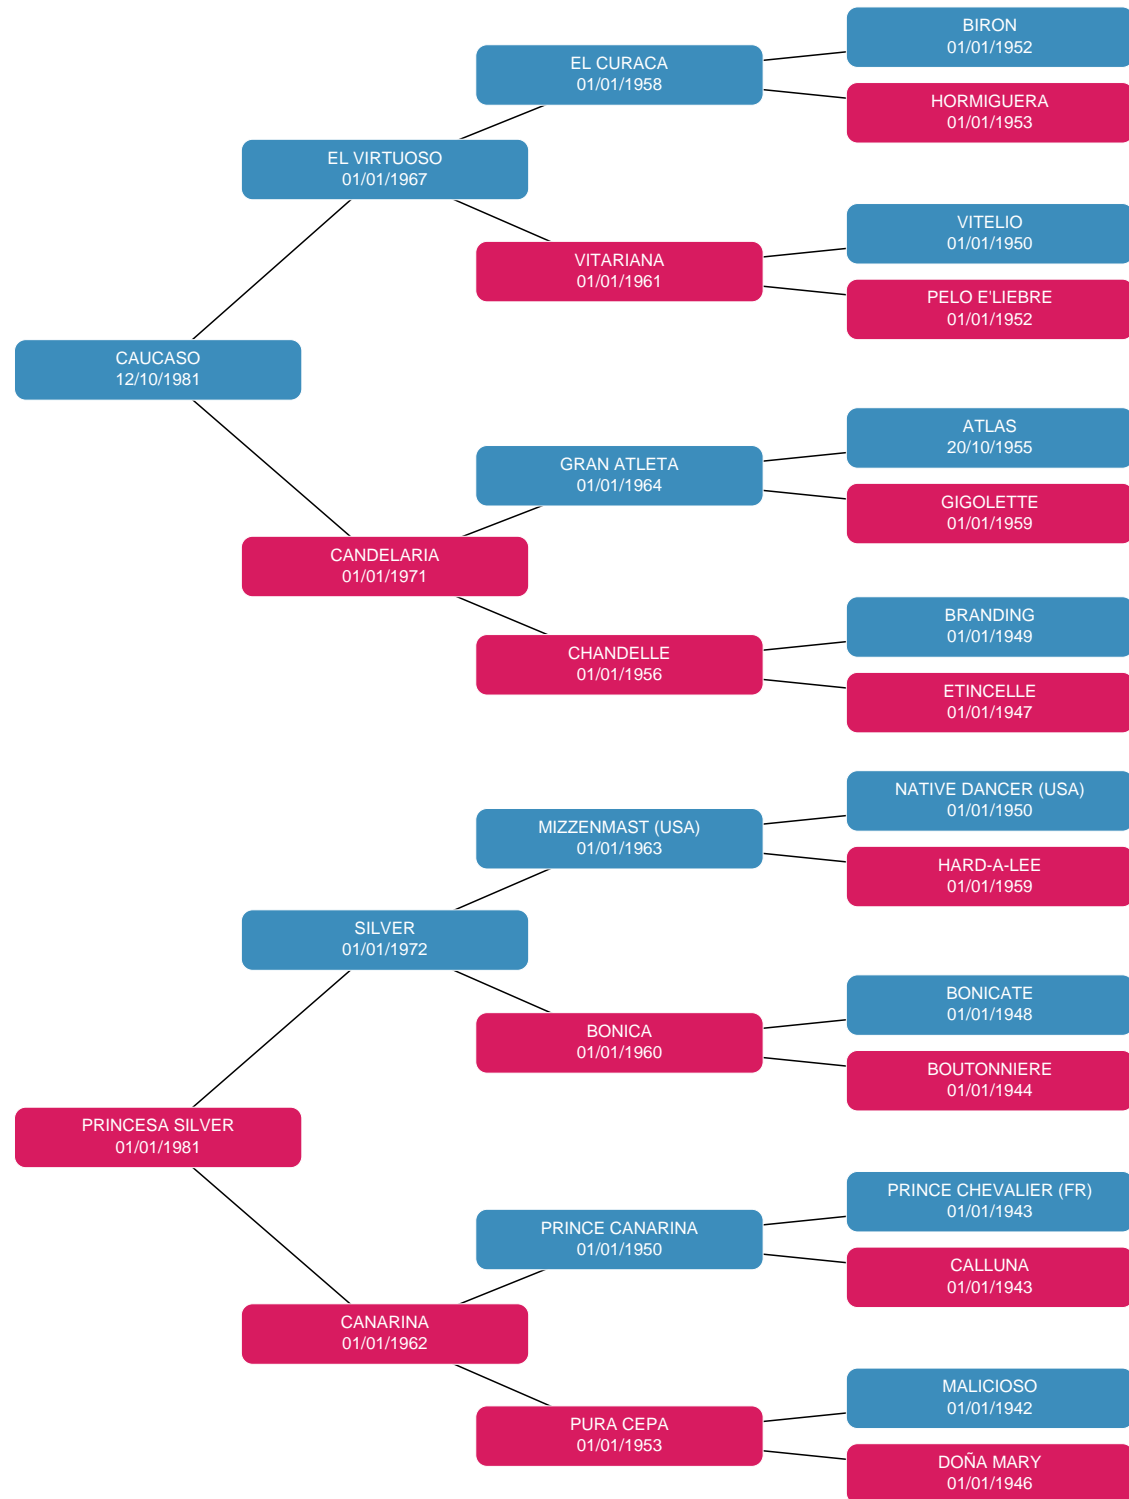 BIRON
01/01/1952
EL CURACA
01/01/1958
HORMIGUERA
01/01/1953
EL VIRTUOSO
01/01/1967
VITELIO
01/01/1950
VITARIANA
01/01/1961
PELO E'LIEBRE
01/01/1952
CAUCASO
12/10/1981
ATLAS
20/10/1955
GRAN ATLETA
01/01/1964
GIGOLETTE
01/01/1959
CANDELARIA
01/01/1971
BRANDING
01/01/1949
CHANDELLE
01/01/1956
ETINCELLE
01/01/1947
NATIVE DANCER (USA)
01/01/1950
MIZZENMAST (USA)
01/01/1963
HARD-A-LEE
01/01/1959
SILVER
01/01/1972
BONICATE
01/01/1948
BONICA
01/01/1960
BOUTONNIERE
01/01/1944
PRINCESA SILVER
01/01/1981
PRINCE CHEVALIER (FR)
01/01/1943
PRINCE CANARINA
01/01/1950
CALLUNA
01/01/1943
CANARINA
01/01/1962
MALICIOSO
01/01/1942
PURA CEPA
01/01/1953
DOÑA MARY
01/01/1946